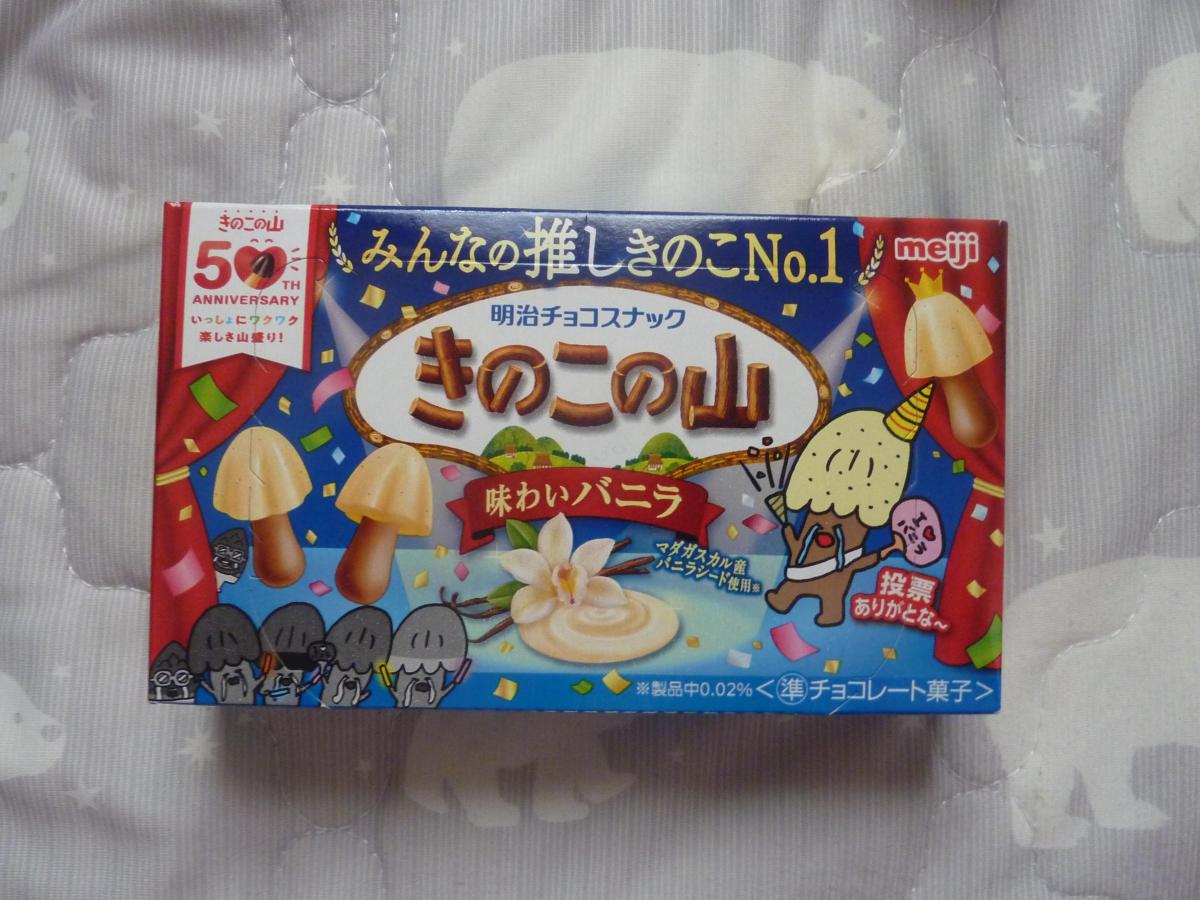 きのこの山
50TH
ANNIVERSARY
いっしょにワクワク
楽しさ山盛り!
みんなの推しきのこNo.1
meiji
明治チョコスナック
きのこの山
味わいバニラ
マダガスカル産
バニラシード使用※
I♥
バニラ
投票
ありがとな~
※製品中0.02%<準チョコレート菓子>